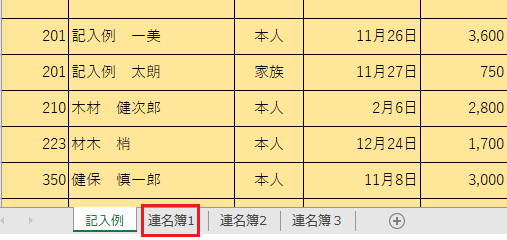 201 記入例　一美 本人 11月26日 3,600
201 記入例　太朗 家族 11月27日 750
210 木材　健次郎 本人 2月6日 2,800
223 材木　梢 本人 12月24日 1,700
350 健保　慎一郎 本人 11月8日 3,000
記入例 連名簿1 連名簿2 連名簿３